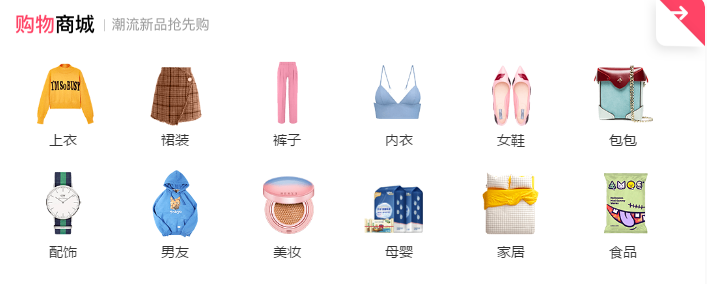 购物商城 | 潮流新品抢先购
I'M SO BUSY
上衣 裙装 裤子 内衣 女鞋 包包
配饰 男友 美妆 母婴 家居 食品